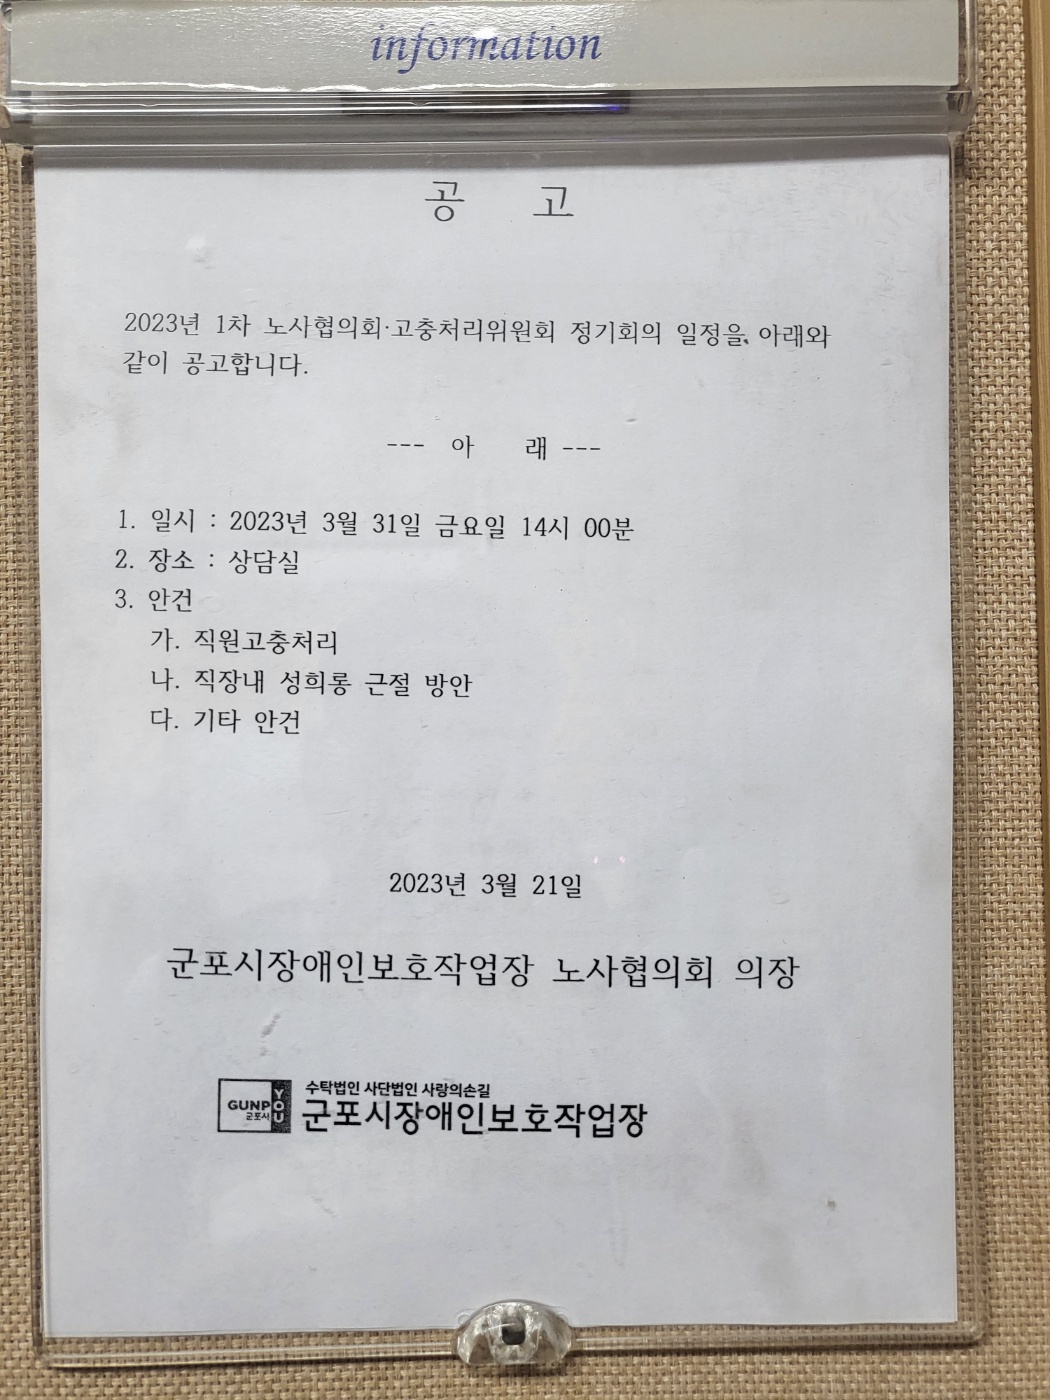 information
공 고
2023년 1차 노사협의회·고충처리위원회 정기회의 일정을 아래와
같이 공고합니다.
--- 아 래 ---
1. 일시 : 2023년 3월 31일 금요일 14시 00분
2. 장소 : 상담실
3. 안건
가. 직원고충처리
나. 직장내 성희롱 근절 방안
다. 기타 안건
2023년 3월 21일
군포시장애인보호작업장 노사협의회 의장
GUNP YOU
군포시
수탁법인 사단법인 사랑의손길
군포시장애인보호작업장